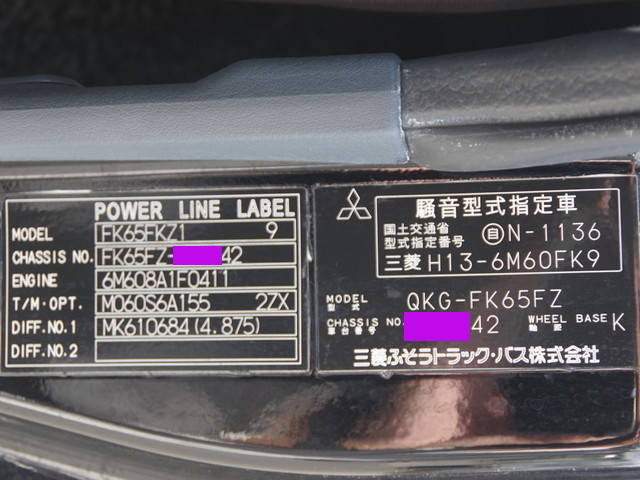 POWER LINE LABEL
MODEL FK65FKZ1 9
CHASSIS NO. FK65FZ- 42
ENGINE 6M608A1F0411
T/M・OPT. M060S6A155 2ZX
DIFF.NO.1 MK610684(4.875)
DIFF.NO.2
騒音型式指定車
国土交通省
型式指定番号 自N-1136
三菱 H13-6M60FK9
MODEL
型式 QKG-FK65FZ
CHASSIS NO. 42 WHEEL BASE K
車台番号 軸距
三菱ふそうトラック・バス株式会社